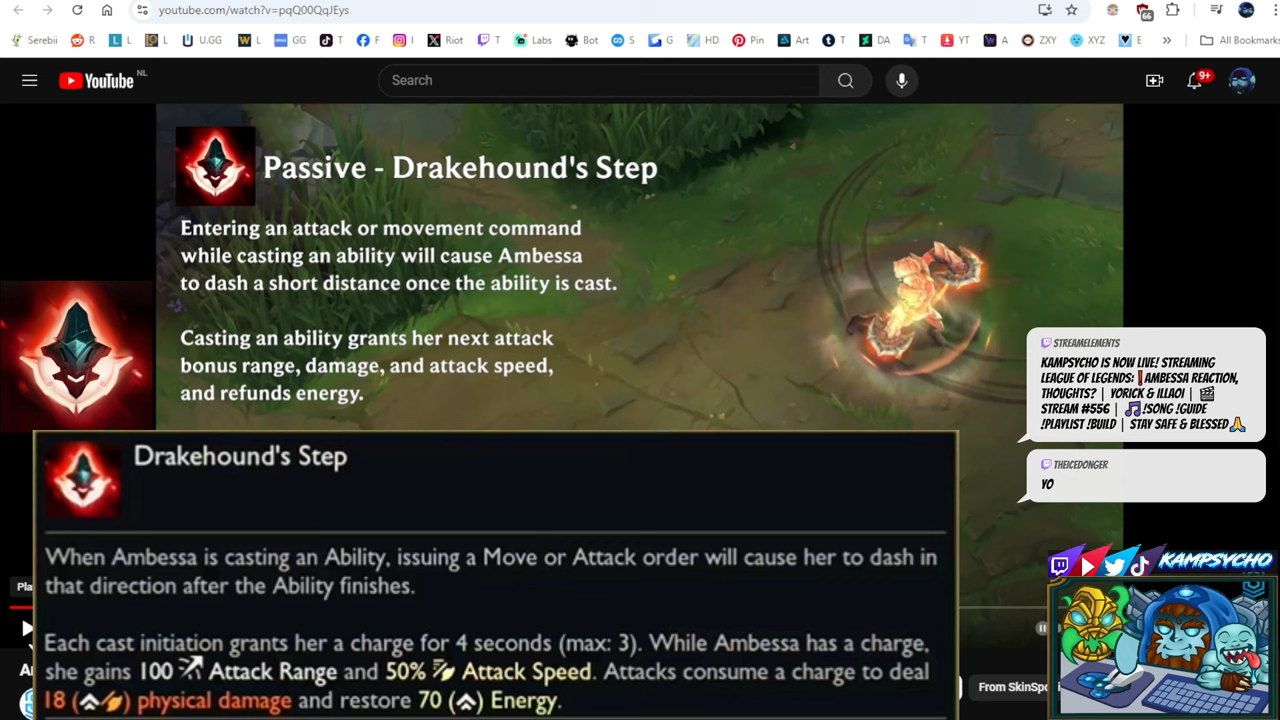 youtube.com/watch?v=pqQ00QqJEys
66
Serebii R L L U.GG L GG T F I Riot T Labs Bot S G HD Pin Art T DA T YT A ZXY XYZ E » All Bookmarks
YouTube NL
Search
9+
Passive - Drakehound's Step
Entering an attack or movement command
while casting an ability will cause Ambessa
to dash a short distance once the ability is cast.
Casting an ability grants her next attack
bonus range, damage, and attack speed,
and refunds energy.
STREAMELEMENTS
KAMPSYCHO IS NOW LIVE! STREAMING
LEAGUE OF LEGENDS: ❗AMBESSA REACTION,
THOUGHTS? | YORICK & ILLAOI | 🎬
STREAM #556 | 🎵!SONG !GUIDE
!PLAYLIST !BUILD | STAY SAFE & BLESSED🙏
THEICEDONGER
YO
Drakehound's Step
When Ambessa is casting an Ability, issuing a Move or Attack order will cause her to dash in
that direction after the Ability finishes.
Each cast initiation grants her a charge for 4 seconds (max: 3). While Ambessa has a charge,
she gains 100 Attack Range and 50% Attack Speed. Attacks consume a charge to deal
18 ( ) physical damage and restore 70 ( ) Energy.
KAMPSYCHO
From SkinSpo